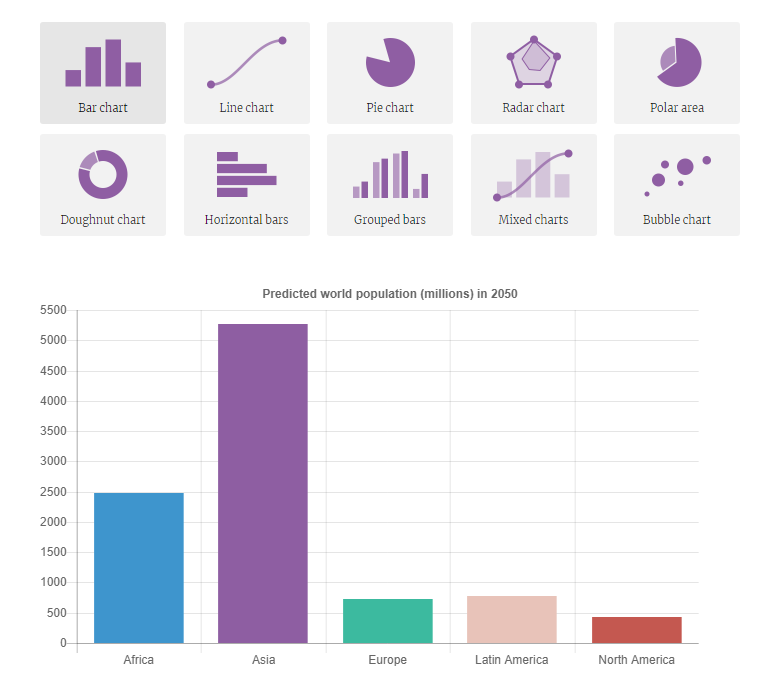 Bar chart
Line chart
Pie chart
Radar chart
Polar area
Doughnut chart
Horizontal bars
Grouped bars
Mixed charts
Bubble chart
Predicted world population (millions) in 2050
5500
5000
4500
4000
3500
3000
2500
2000
1500
1000
500
0
Africa
Asia
Europe
Latin America
North America